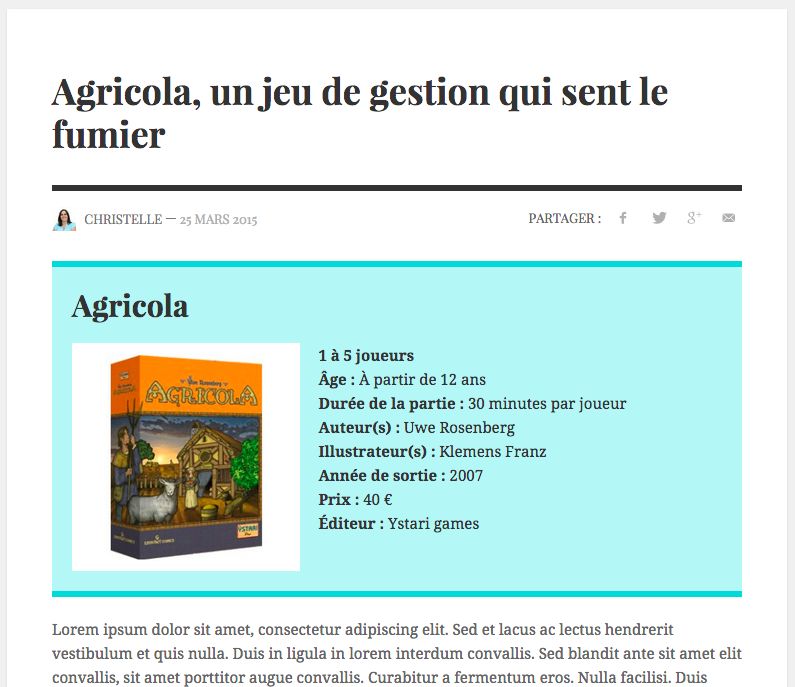 Agricola, un jeu de gestion qui sent le
fumier
CHRISTELLE — 25 MARS 2015
PARTAGER :
Agricola
Uwe Rosenberg
AGRICOLA
YSTARI
1 à 5 joueurs
Âge : À partir de 12 ans
Durée de la partie : 30 minutes par joueur
Auteur(s) : Uwe Rosenberg
Illustrateur(s) : Klemens Franz
Année de sortie : 2007
Prix : 40 €
Éditeur : Ystari games
Lorem ipsum dolor sit amet, consectetur adipiscing elit. Sed et lacus ac lectus hendrerit
vestibulum et quis nulla. Duis in ligula in lorem interdum convallis. Sed blandit ante sit amet elit
convallis, sit amet porttitor augue convallis. Curabitur a fermentum eros. Nulla facilisi. Duis